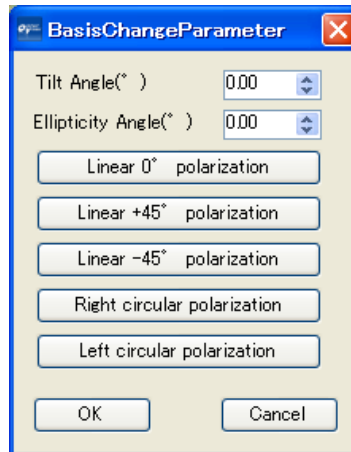 BasisChangeParameter
Tilt Angle(°) 0.00
Ellipticity Angle(°) 0.00
Linear 0° polarization
Linear +45° polarization
Linear -45° polarization
Right circular polarization
Left circular polarization
OK Cancel